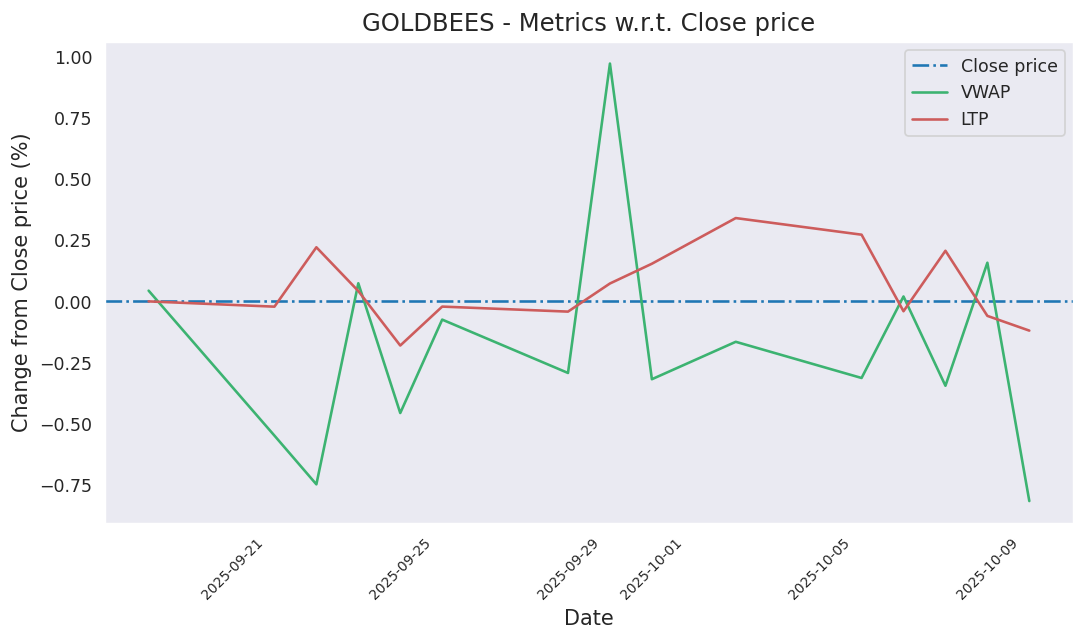 GOLDBEES - Metrics w.r.t. Close price
Close price
VWAP
LTP
Change from Close price (%)
1.00
0.75
0.50
0.25
0.00
−0.25
−0.50
−0.75
2025-09-21
2025-09-25
2025-09-29
2025-10-01
2025-10-05
2025-10-09
Date